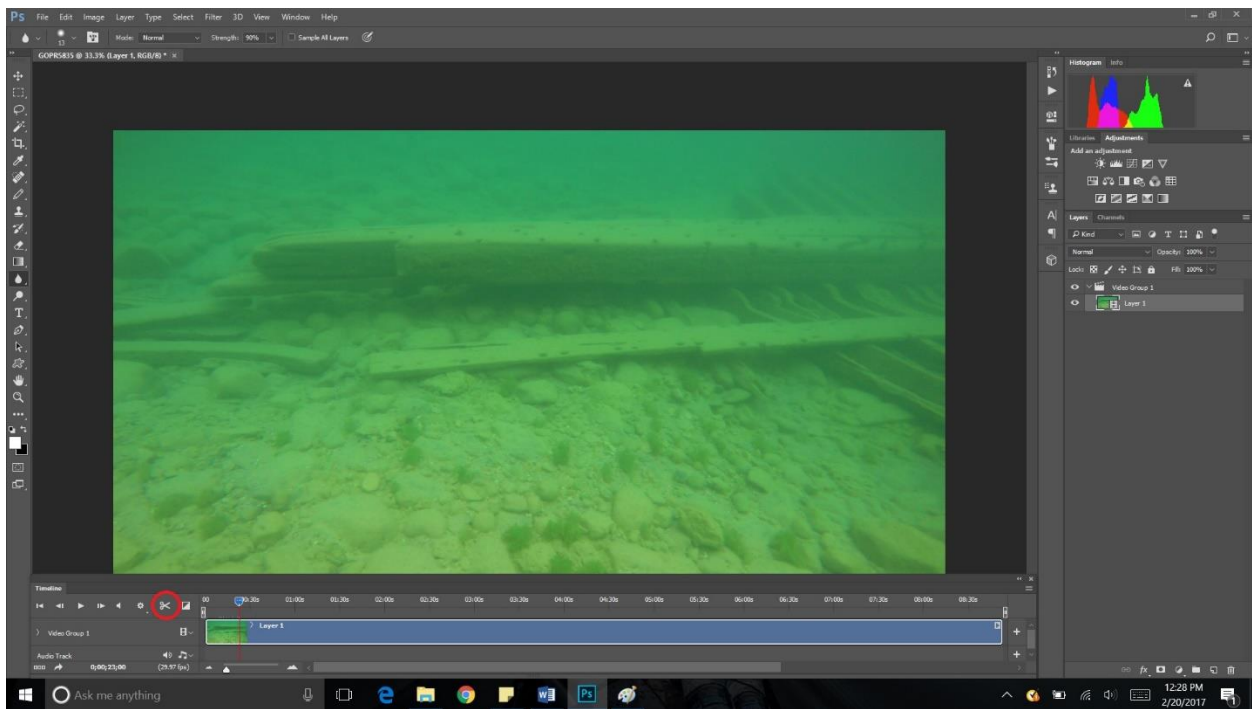 Ps File Edit Image Layer Type Select Filter 3D View Window Help
13 Mode: Normal Strength: 90% Sample All Layers
GOPR5835 @ 33.3% (Layer 1, RGB/8) * ×
Histogram Info
Libraries Adjustments
Add an adjustment
Layers Channels
Kind
Normal Opacity: 100%
Lock: Fill: 100%
Video Group 1
Layer 1
Timeline
00 0:30s 01:00s 01:30s 02:00s 02:30s 03:00s 03:30s 04:00s 04:30s 05:00s 05:30s 06:00s 06:30s 07:00s 07:30s 08:00s 08:30s
Video Group 1 Layer 1
Audio Track
0;00;23;00 (29.97 fps)
Ask me anything
12:28 PM
2/20/2017